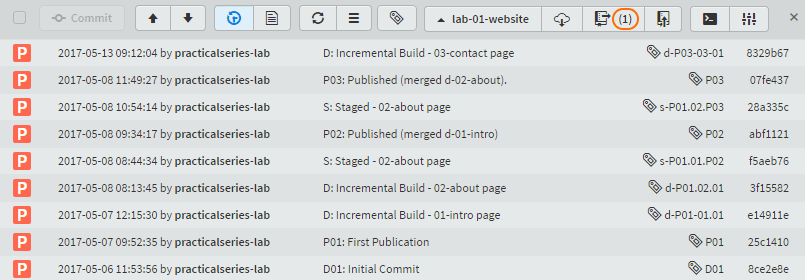 Commit lab-01-website (1) ×
P 2017-05-13 09:12:04 by practicalseries-lab D: Incremental Build - 03-contact page d-P03-03-01 8329b67
P 2017-05-08 11:49:27 by practicalseries-lab P03: Published (merged d-02-about). P03 07fe437
P 2017-05-08 10:54:14 by practicalseries-lab S: Staged - 02-about page s-P01.02.P03 28a335c
P 2017-05-08 09:34:17 by practicalseries-lab P02: Published (merged d-01-intro) P02 abf1121
P 2017-05-08 08:44:34 by practicalseries-lab S: Staged - 02-about page s-P01.01.P02 f5aeb76
P 2017-05-08 08:13:45 by practicalseries-lab D: Incremental Build - 02-about page d-P01.02.01 3f15582
P 2017-05-07 12:15:30 by practicalseries-lab D: Incremental Build - 01-intro page d-P01-01.01 e14911e
P 2017-05-07 09:52:35 by practicalseries-lab P01: First Publication P01 25c1410
P 2017-05-06 11:53:56 by practicalseries-lab D01: Initial Commit D01 8ce2e8e